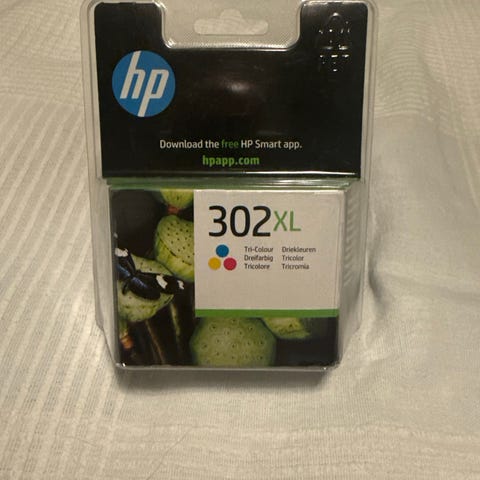 hp
Download the free HP Smart app.
hpapp.com
302XL
Tri-Colour Driekleuren
Dreifarbig Tricolor
Tricolore Tricromia